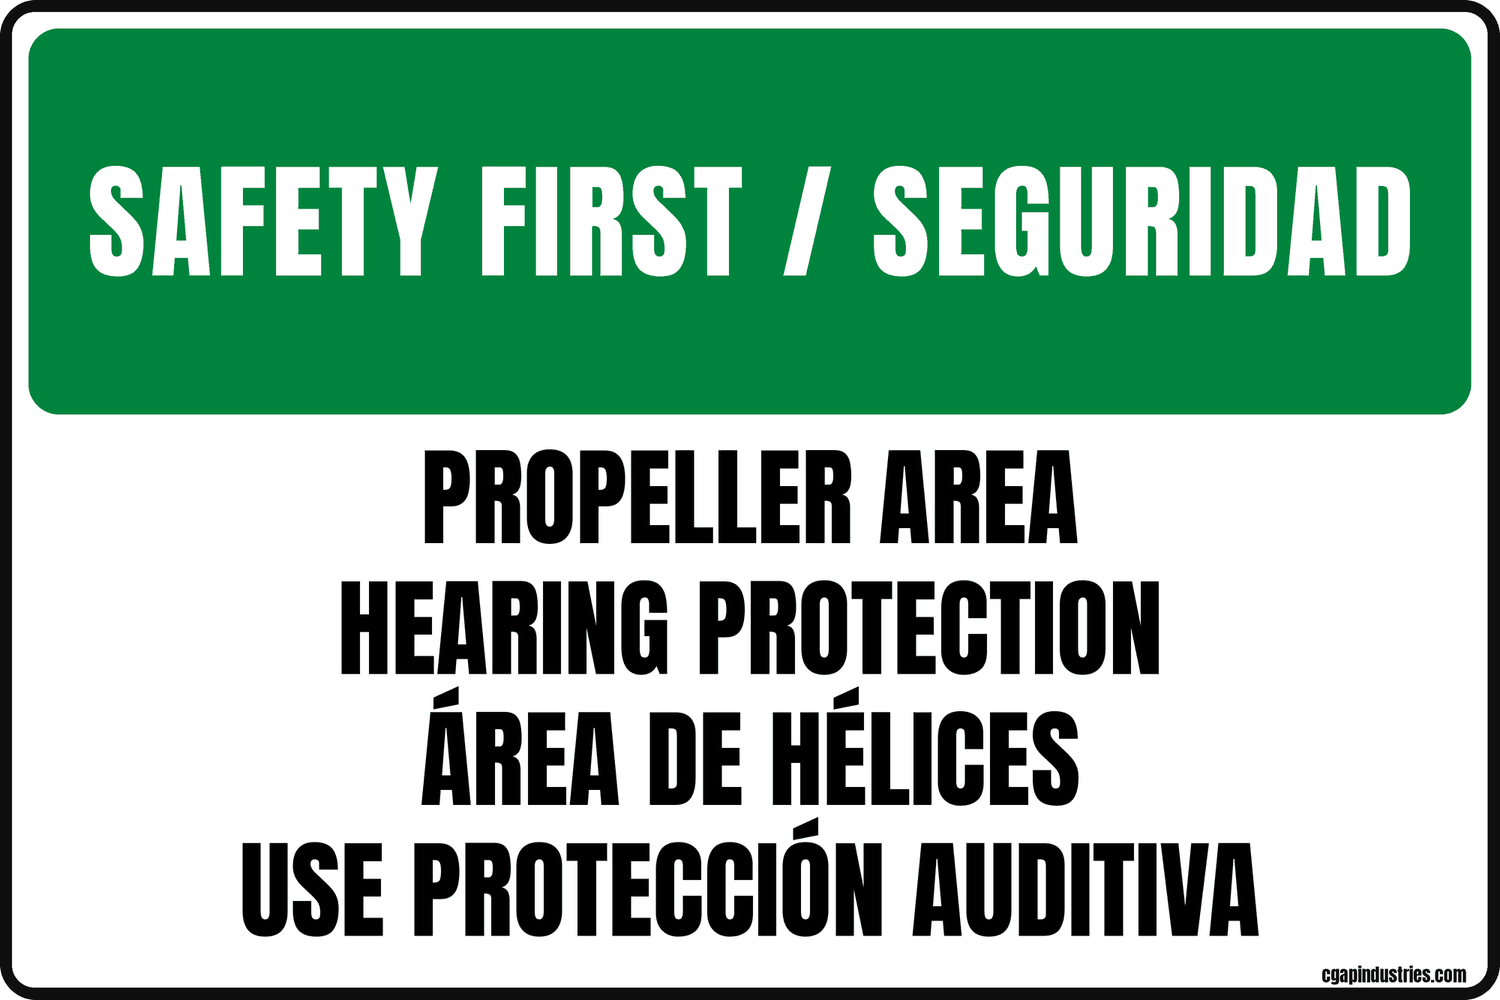 SAFETY FIRST / SEGURIDAD
PROPELLER AREA
HEARING PROTECTION
ÁREA DE HÉLICES
USE PROTECCIÓN AUDITIVA
cgapindustries.com